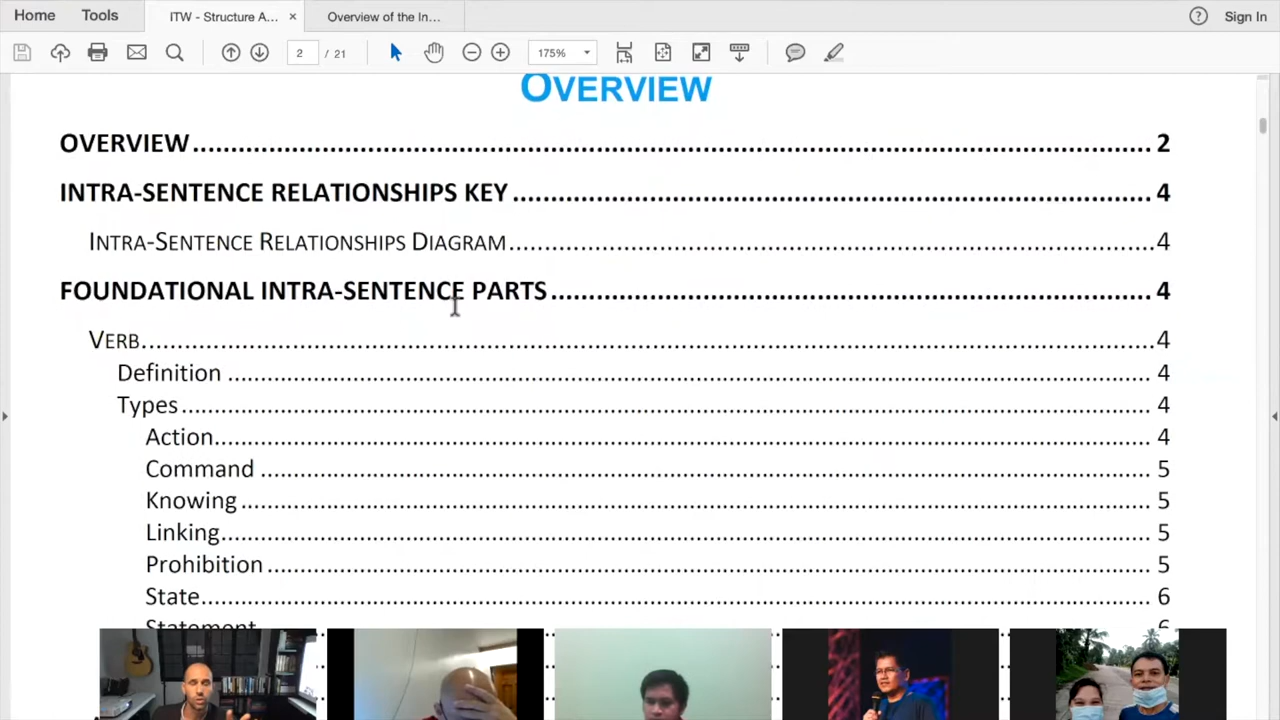 Home Tools ITW - Structure A... × Overview of the In... ? Sign In
2 / 21 175%
OVERVIEW
OVERVIEW 2
INTRA-SENTENCE RELATIONSHIPS KEY 4
INTRA-SENTENCE RELATIONSHIPS DIAGRAM 4
FOUNDATIONAL INTRA-SENTENCE PARTS 4
VERB 4
Definition 4
Types 4
Action 4
Command 5
Knowing 5
Linking 5
Prohibition 5
State 6
Statement 6